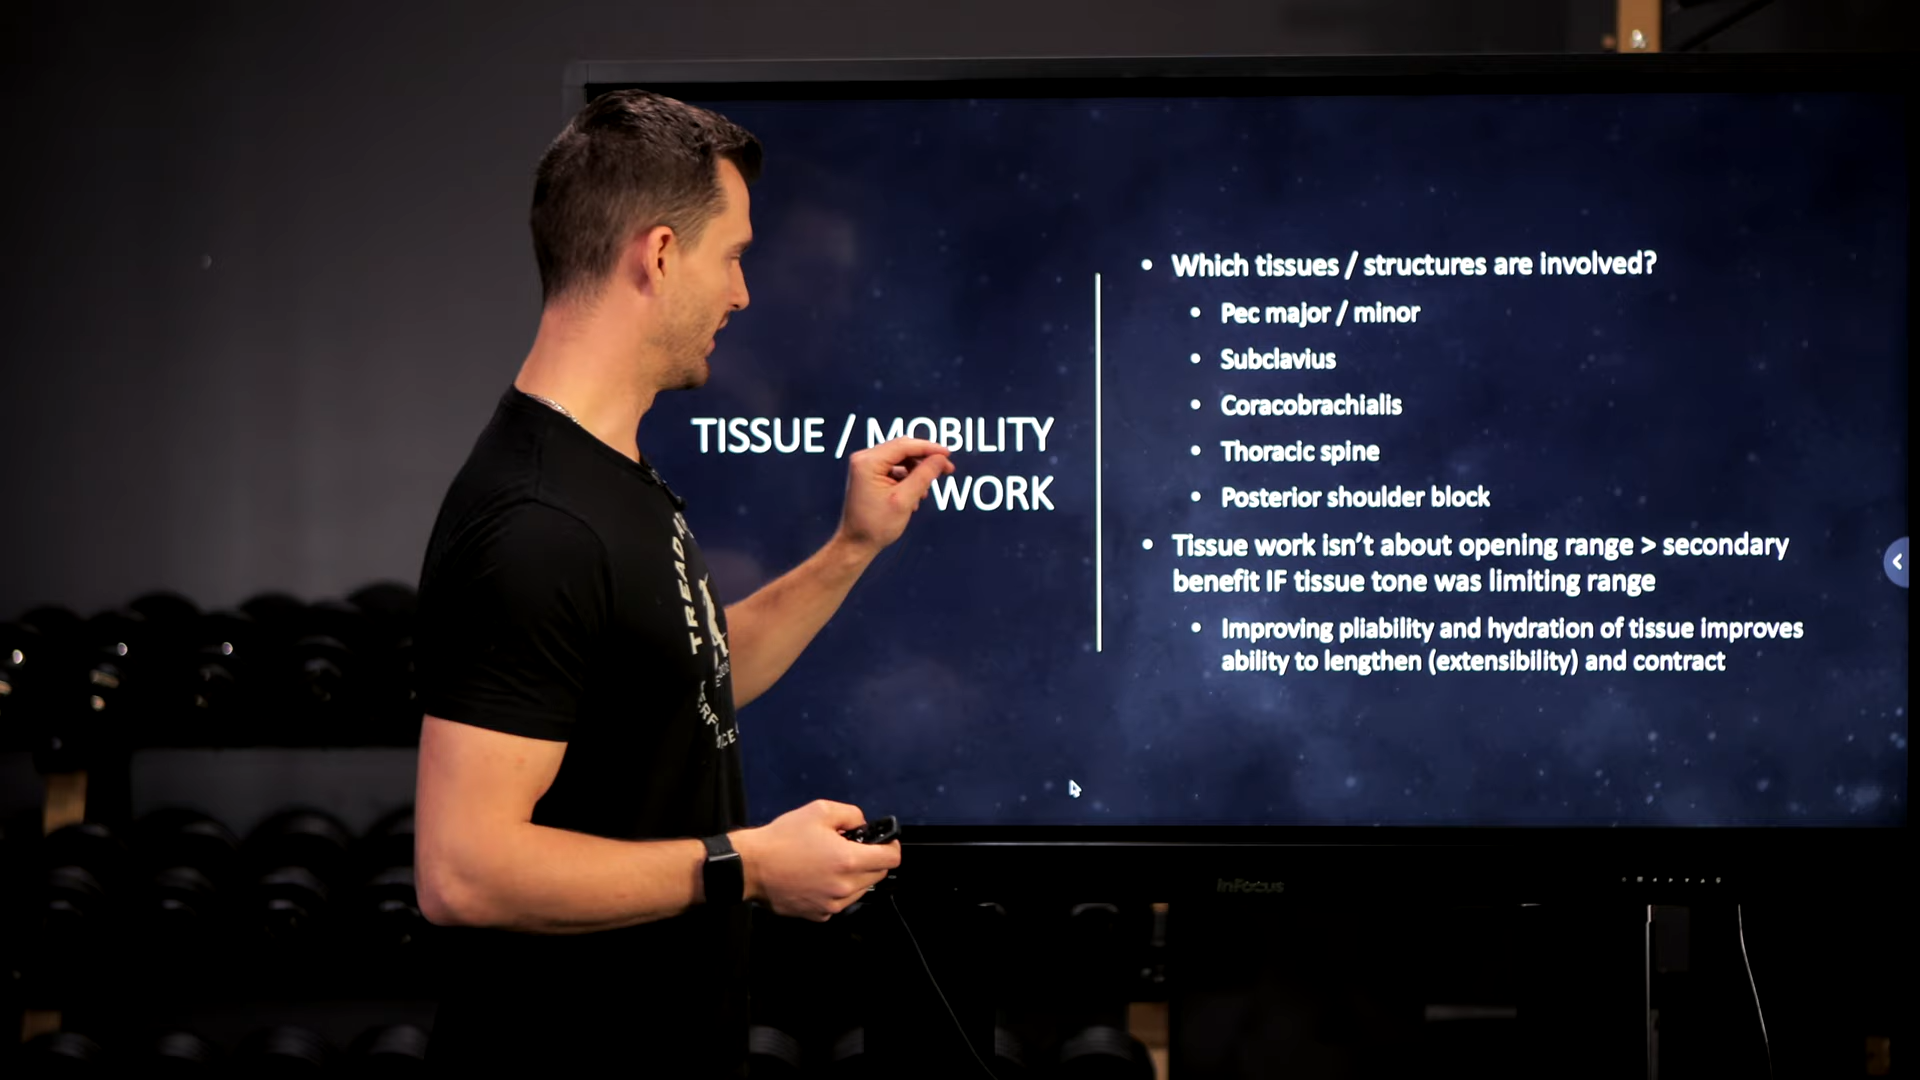 TISSUE / MOBILITY
WORK
• Which tissues / structures are involved?
• Pec major / minor
• Subclavius
• Coracobrachialis
• Thoracic spine
• Posterior shoulder block
• Tissue work isn't about opening range > secondary
benefit IF tissue tone was limiting range
• Improving pliability and hydration of tissue improves
ability to lengthen (extensibility) and contract
InFocus